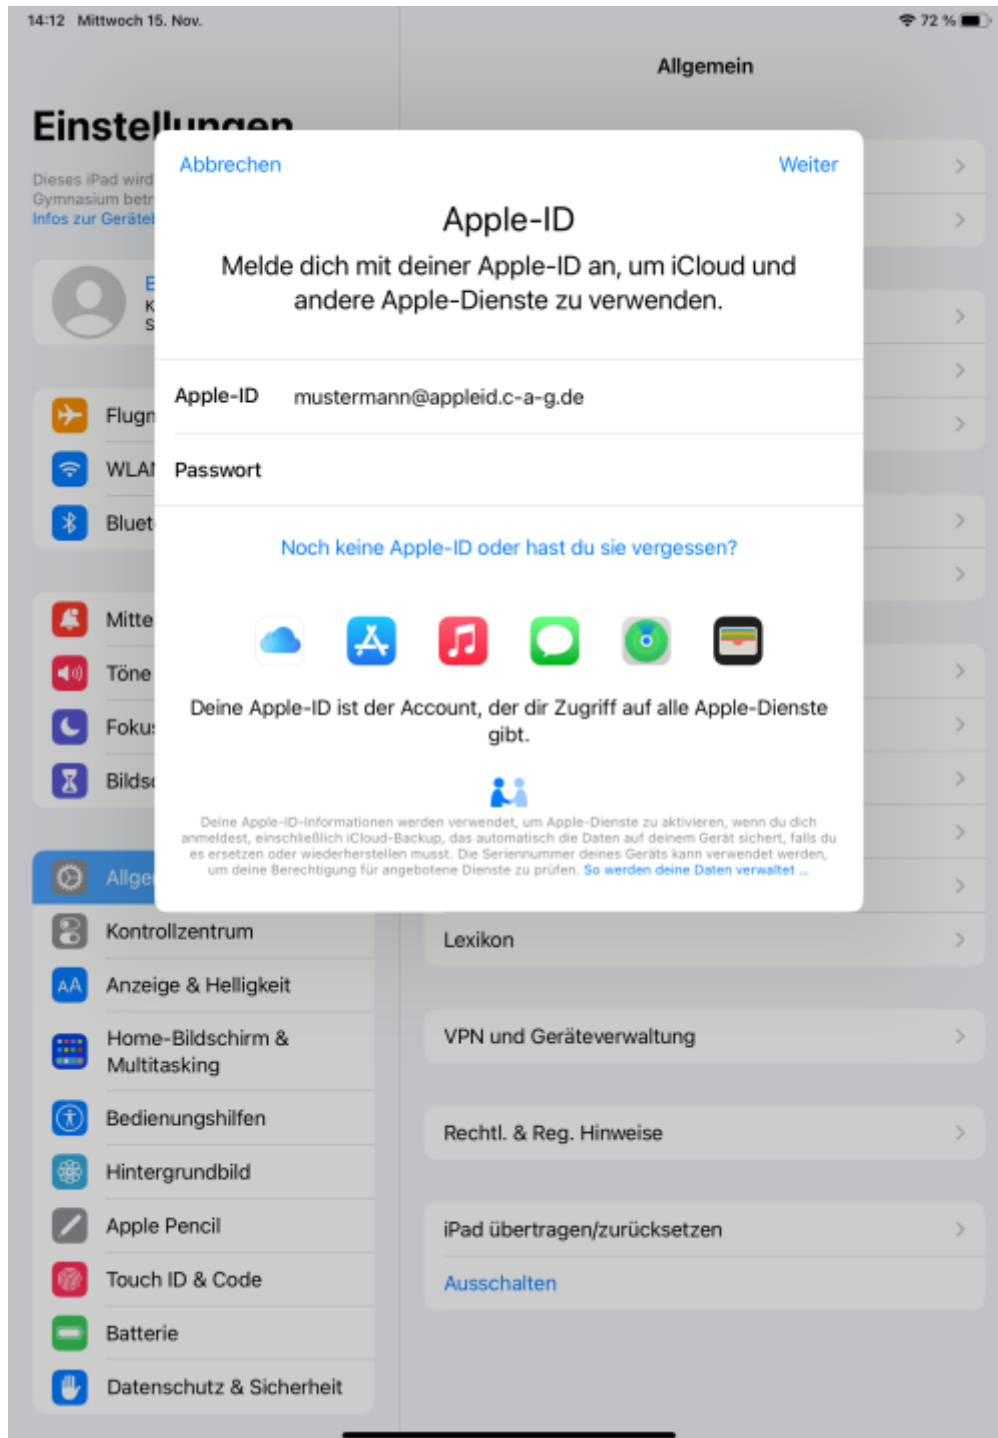 14:12 Mittwoch 15. Nov.
72 %
Allgemein
Einstellungen
Dieses iPad wird
Gymnasium betr
Infos zur Gerätel
Abbrechen
Weiter
Apple-ID
Melde dich mit deiner Apple-ID an, um iCloud und
andere Apple-Dienste zu verwenden.
E
K
S
Apple-ID mustermann@appleid.c-a-g.de
Passwort
Noch keine Apple-ID oder hast du sie vergessen?
Deine Apple-ID ist der Account, der dir Zugriff auf alle Apple-Dienste
gibt.
Deine Apple-ID-Informationen werden verwendet, um Apple-Dienste zu aktivieren, wenn du dich
anmeldest, einschließlich iCloud-Backup, das automatisch die Daten auf deinem Gerät sichert, falls du
es ersetzen oder wiederherstellen musst. Die Seriennummer deines Geräts kann verwendet werden,
um deine Berechtigung für angebotene Dienste zu prüfen. So werden deine Daten verwaltet ...
Flugm
WLAN
Bluet
Mitte
Töne
Fokus
Bildsc
Allge
Kontrollzentrum
AA Anzeige & Helligkeit
Home-Bildschirm &
Multitasking
Bedienungshilfen
Hintergrundbild
Apple Pencil
Touch ID & Code
Batterie
Datenschutz & Sicherheit
Lexikon
VPN und Geräteverwaltung
Rechtl. & Reg. Hinweise
iPad übertragen/zurücksetzen
Ausschalten